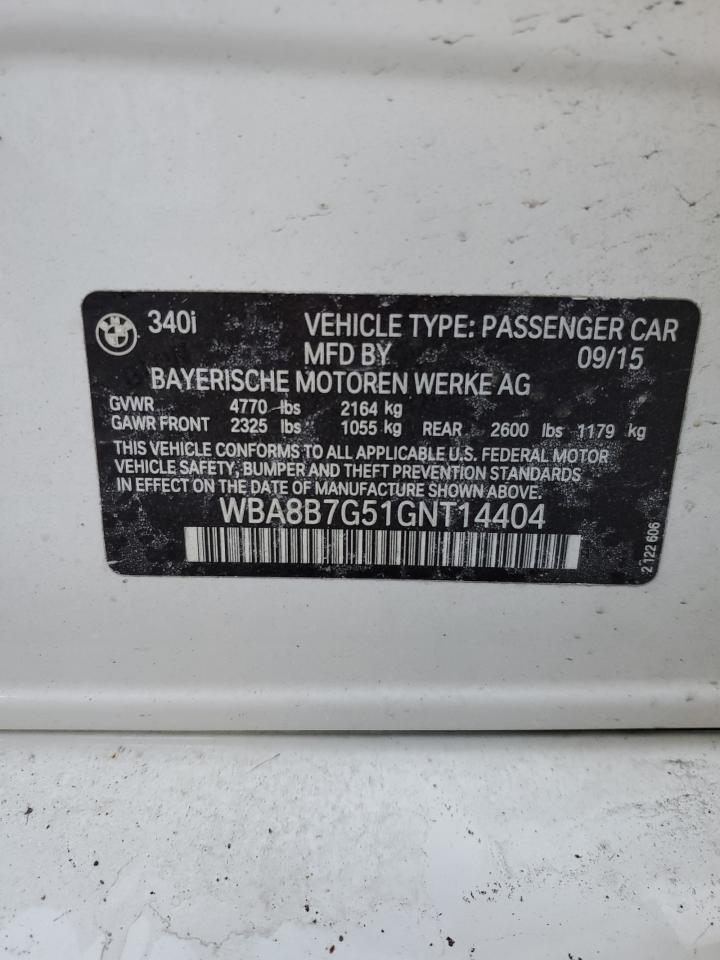 340i VEHICLE TYPE: PASSENGER CAR
MFD BY 09/15
BAYERISCHE MOTOREN WERKE AG
GVWR 4770 lbs 2164 kg
GAWR FRONT 2325 lbs 1055 kg REAR 2600 lbs 1179 kg
THIS VEHICLE CONFORMS TO ALL APPLICABLE U.S. FEDERAL MOTOR
VEHICLE SAFETY, BUMPER AND THEFT PREVENTION STANDARDS
IN EFFECT ON THE DATE OF MANUFACTURE SHOWN ABOVE.
WBA8B7G51GNT14404
2 122 606